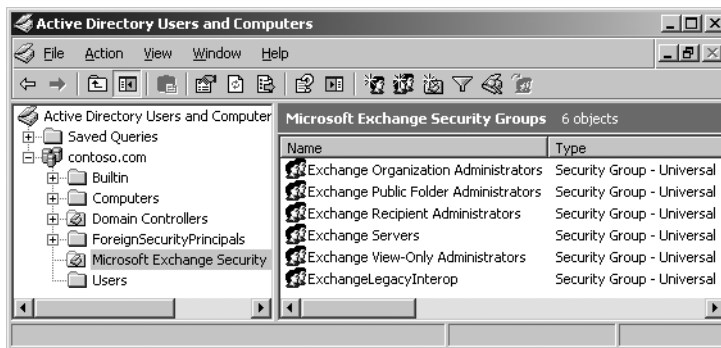 Active Directory Users and Computers
File Action View Window Help
Active Directory Users and Computer
Saved Queries
contoso.com
Builtin
Computers
Domain Controllers
ForeignSecurityPrincipals
Microsoft Exchange Security
Users
Microsoft Exchange Security Groups 6 objects
Name Type
Exchange Organization Administrators Security Group - Universal
Exchange Public Folder Administrators Security Group - Universal
Exchange Recipient Administrators Security Group - Universal
Exchange Servers Security Group - Universal
Exchange View-Only Administrators Security Group - Universal
ExchangeLegacyInterop Security Group - Universal